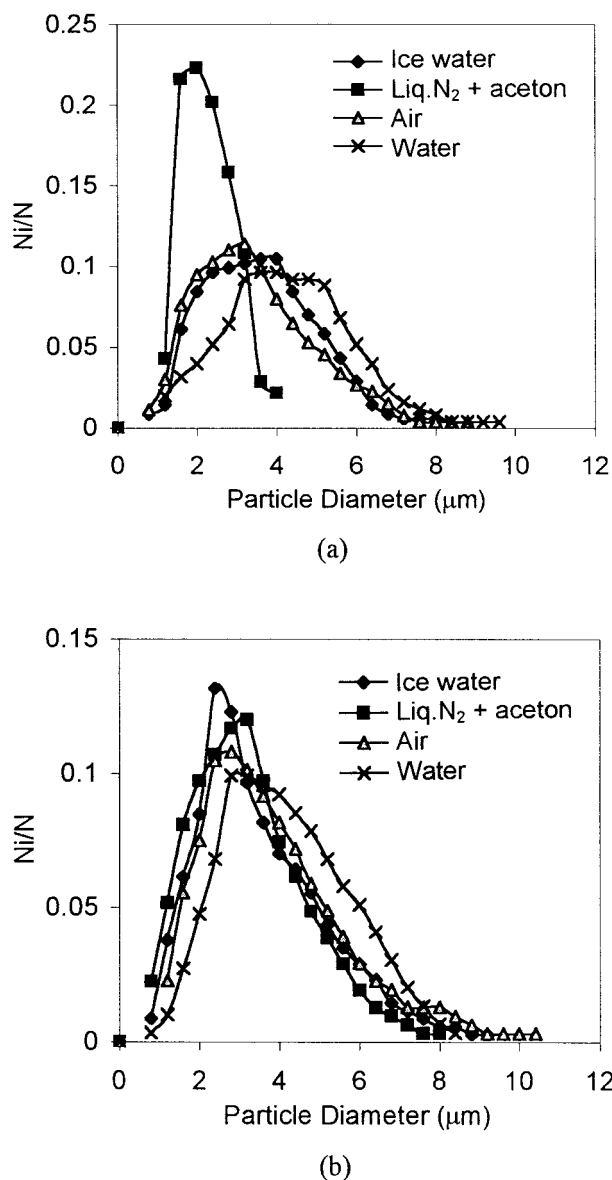 0.25
0.2
0.15
0.1
0.05
0
Ni/N
Ice water
Liq.N₂ + aceton
Air
Water
0 2 4 6 8 10 12
Particle Diameter (μm)
(a)
0.15
0.1
0.05
0
Ni/N
Ice water
Liq.N₂ + aceton
Air
Water
0 2 4 6 8 10 12
Particle Diameter (μm)
(b)